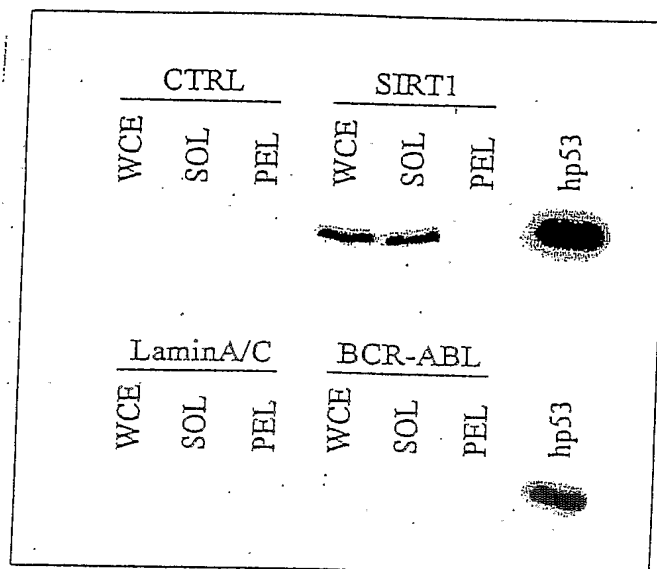 CTRL SIRT1
WCE SOL PEL WCE SOL PEL hp53
LaminA/C BCR-ABL
WCE SOL PEL WCE SOL PEL hp53